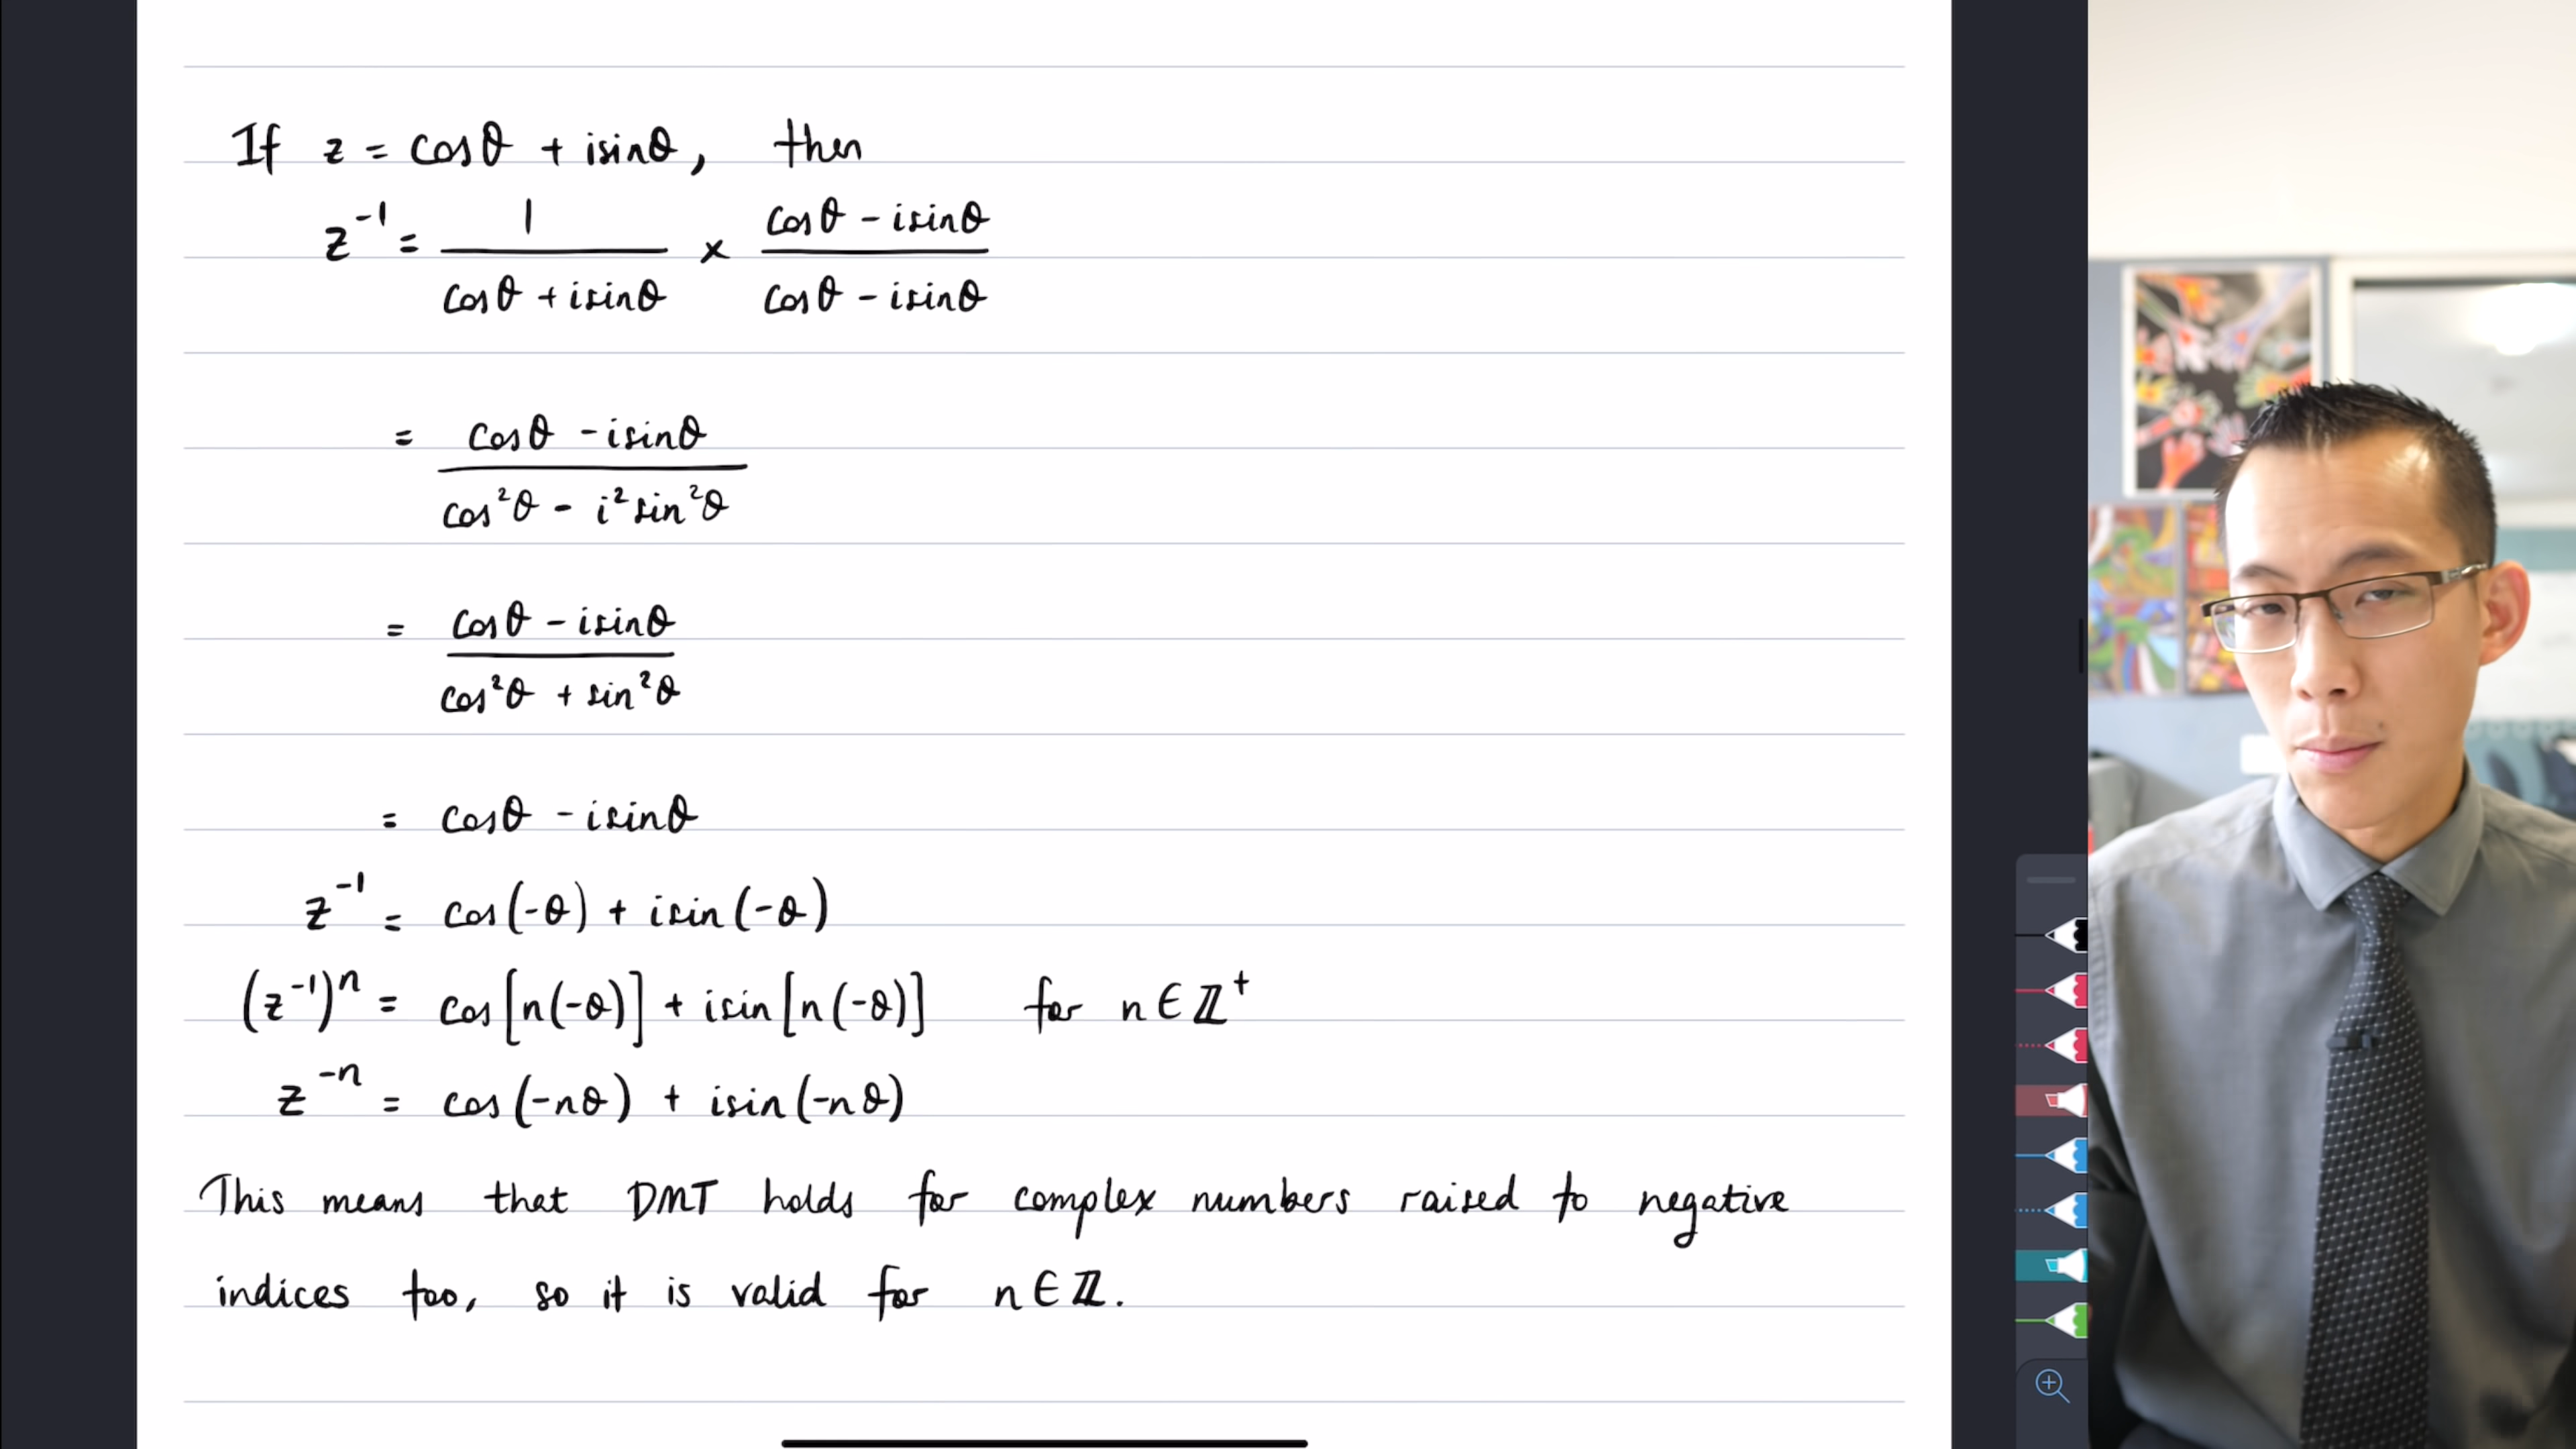 If z = cosθ + isinθ, then
z⁻¹ = 1/(cosθ + isinθ) × (cosθ - isinθ)/(cosθ - isinθ)
= (cosθ - isinθ)/(cos²θ - i²sin²θ)
= (cosθ - isinθ)/(cos²θ + sin²θ)
= cosθ - isinθ
z⁻¹ = cos(-θ) + isin(-θ)
(z⁻¹)ⁿ = cos[n(-θ)] + isin[n(-θ)] for n∈ℤ⁺
z⁻ⁿ = cos(-nθ) + isin(-nθ)
This means that DMT holds for complex numbers raised to negative
indices too, so it is valid for n∈ℤ.